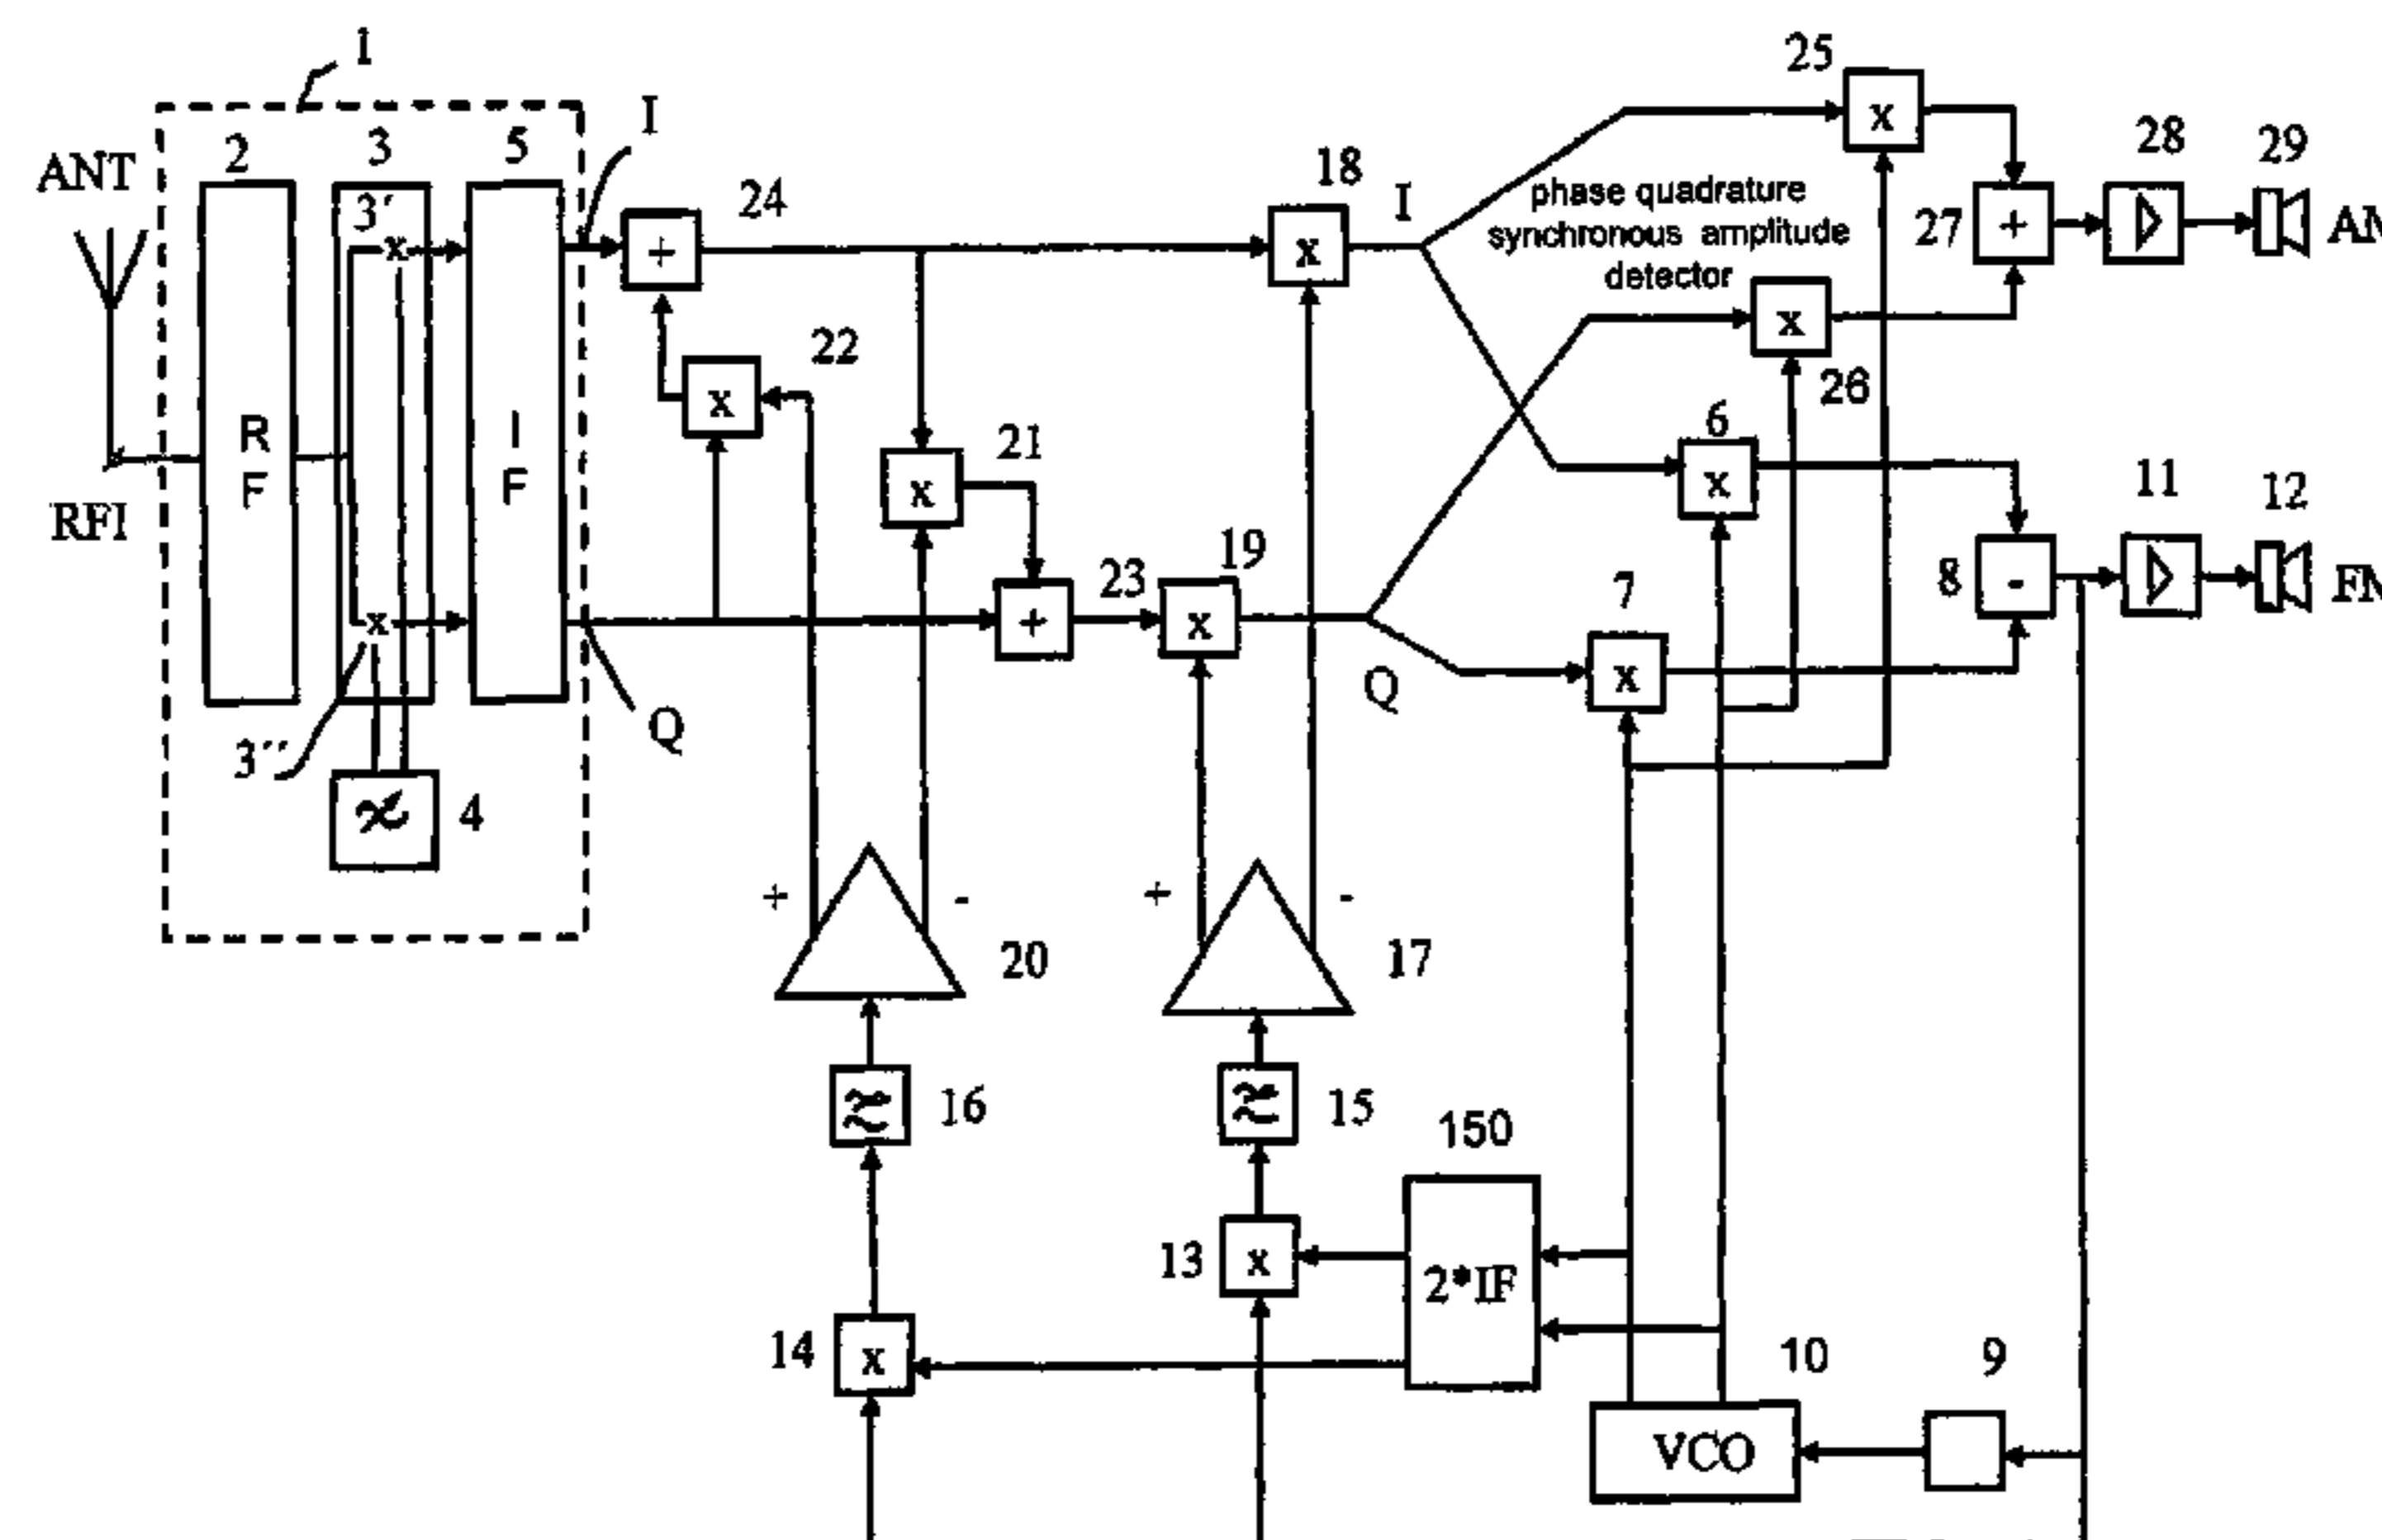 1
25
I
2
3
5
28
29
ANT
18
3′
24
I
phase quadrature
x
x
synchronous amplitude
27
+
+
x
detector
x
22
x
26
R
F
I
F
6
x
21
x
11
12
RFI
x
23
19
8
-
7
x
+
x
x
Q
3′′
Q
4
+
-
+
-
20
17
16
15
150
13
x
2*IF
14
x
10
9
VCO